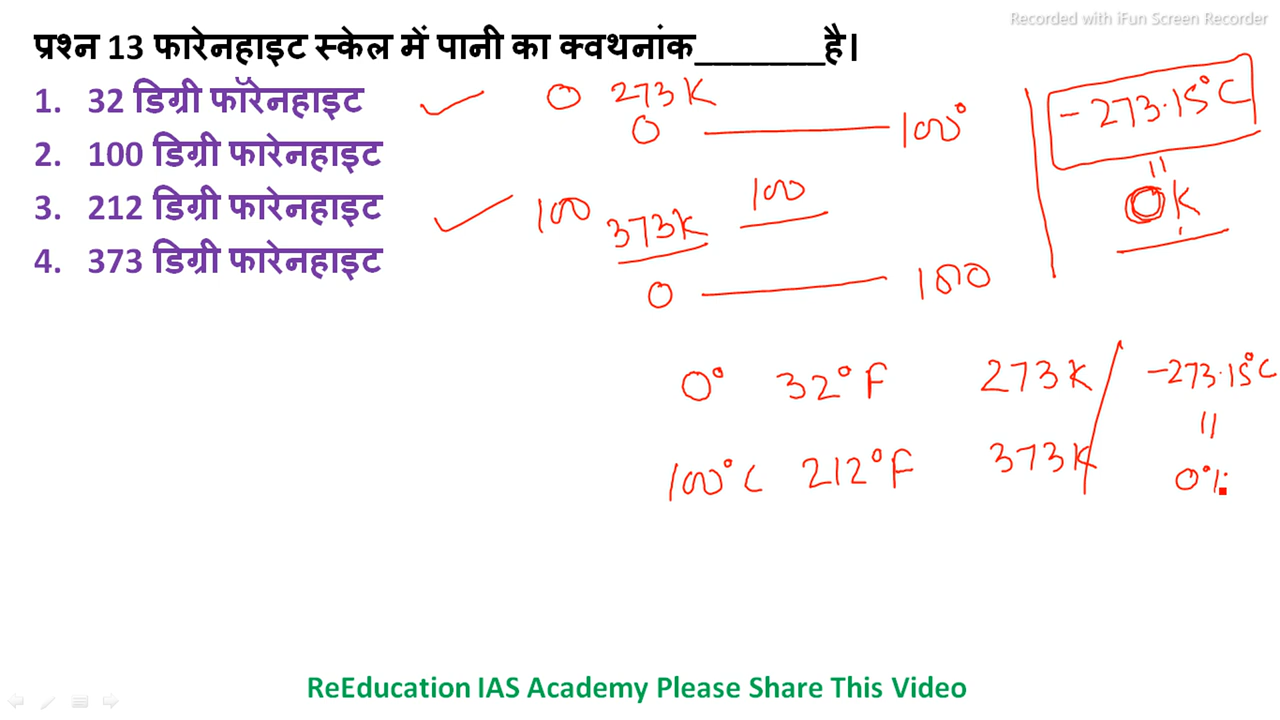 Recorded with iFun Screen Recorder
प्रश्न 13 फारेनहाइट स्केल में पानी का क्वथनांक_______है।
1. 32 डिग्री फॉरेनहाइट
2. 100 डिग्री फारेनहाइट
3. 212 डिग्री फारेनहाइट
4. 373 डिग्री फारेनहाइट
0 273K
0 100°
100 373K 100
0 100
-273.15°C
=
0K
0° 32°F 273K
100°C 212°F 373K
-273.15°C
=
0°K
ReEducation IAS Academy Please Share This Video